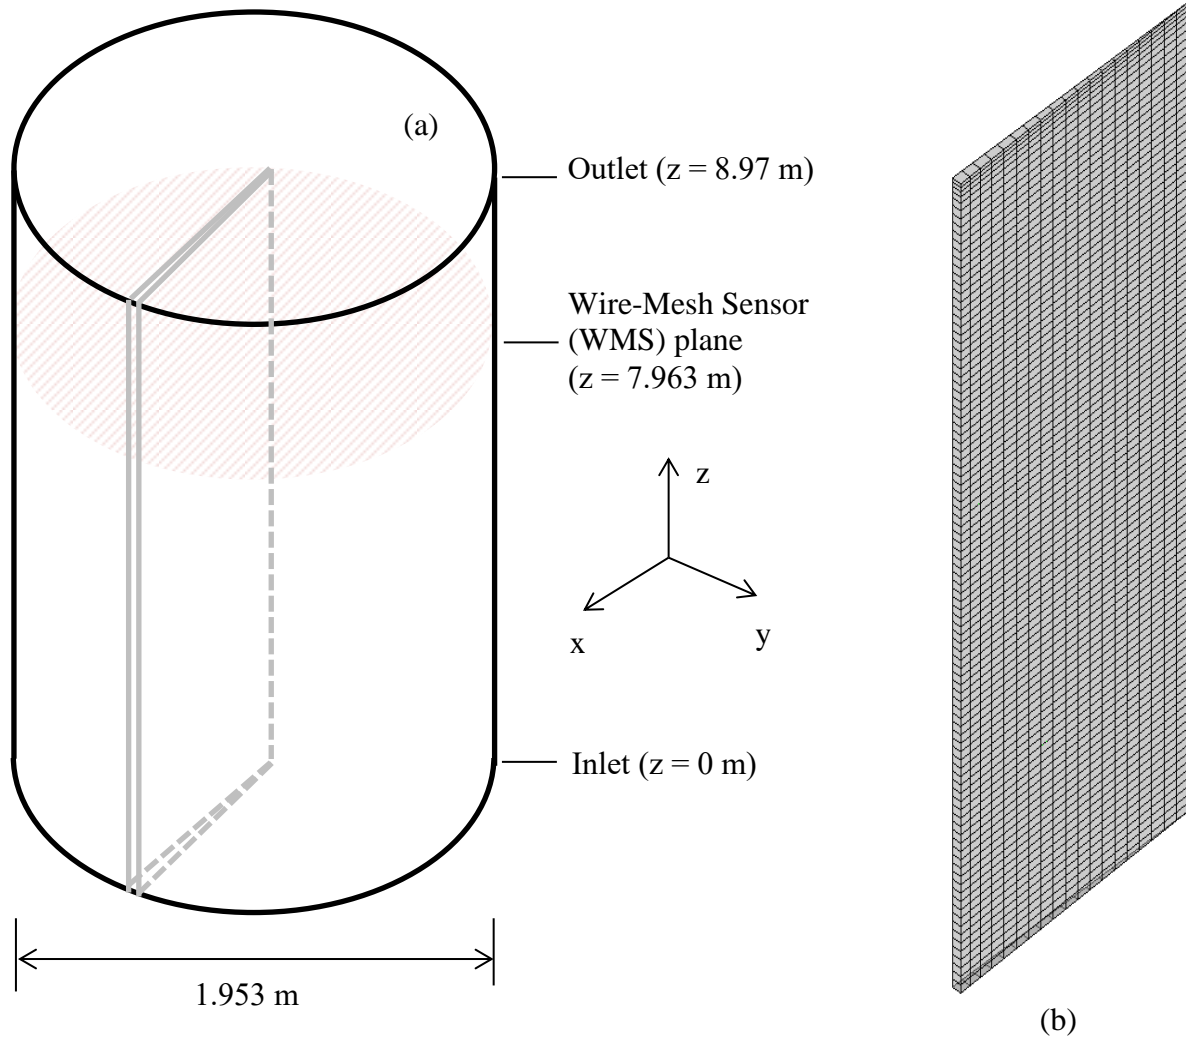 (a)
Outlet (z = 8.97 m)
Wire-Mesh Sensor
(WMS) plane
(z = 7.963 m)
z
x
y
Inlet (z = 0 m)
1.953 m
(b)